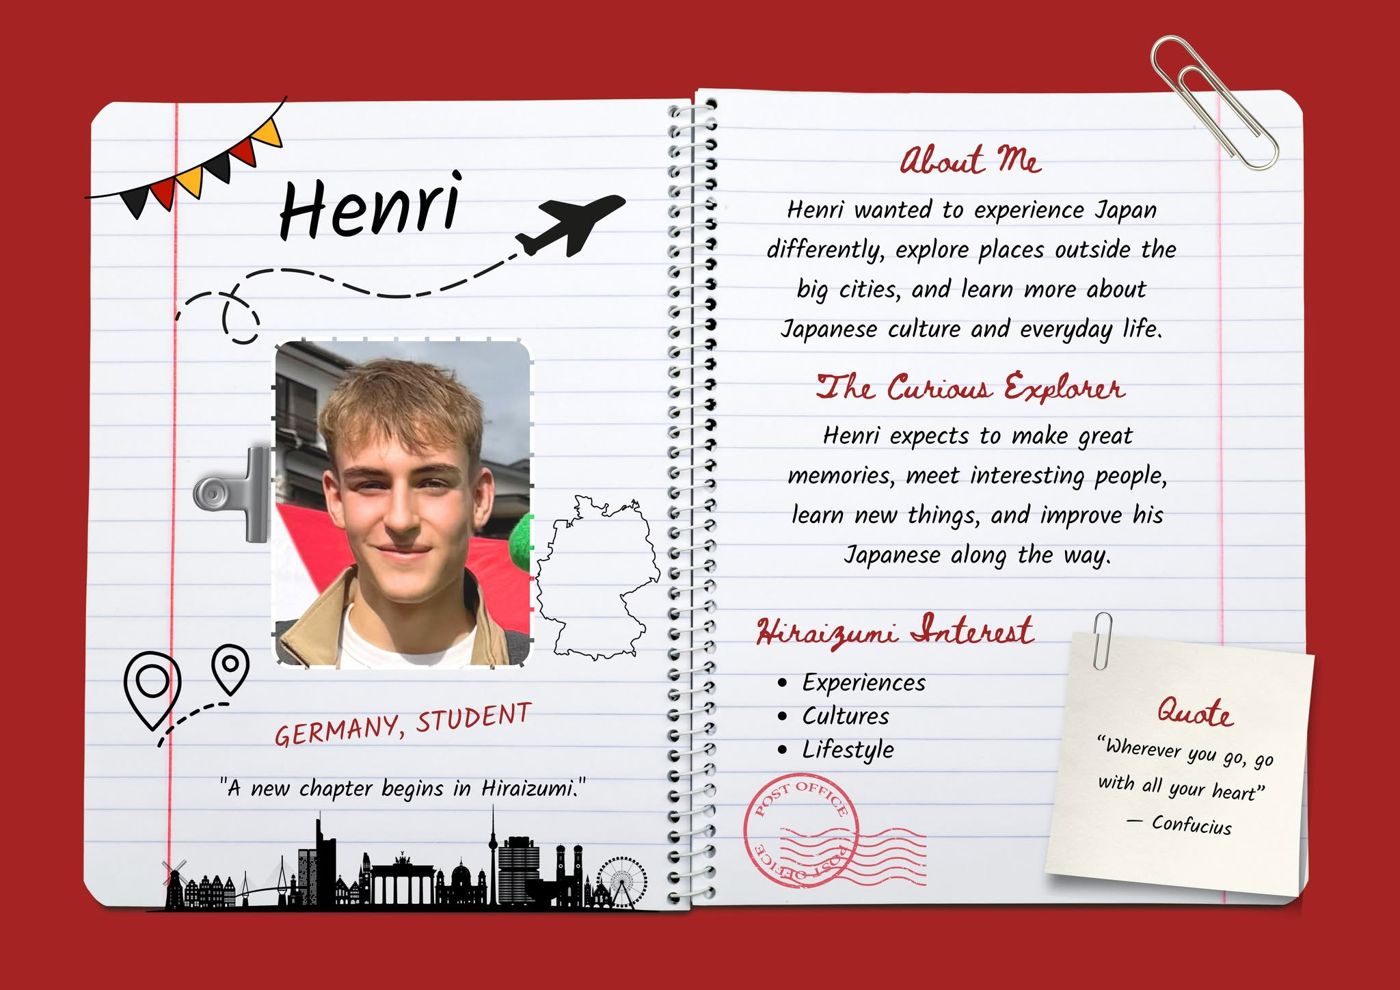 Henri
GERMANY, STUDENT
"A new chapter begins in Hiraizumi."
About Me
Henri wanted to experience Japan
differently, explore places outside the
big cities, and learn more about
Japanese culture and everyday life.
The Curious Explorer
Henri expects to make great
memories, meet interesting people,
learn new things, and improve his
Japanese along the way.
Hiraizumi Interest
• Experiences
• Cultures
• Lifestyle
POST OFFICE
POST OFFICE
Quote
“Wherever you go, go
with all your heart”
— Confucius